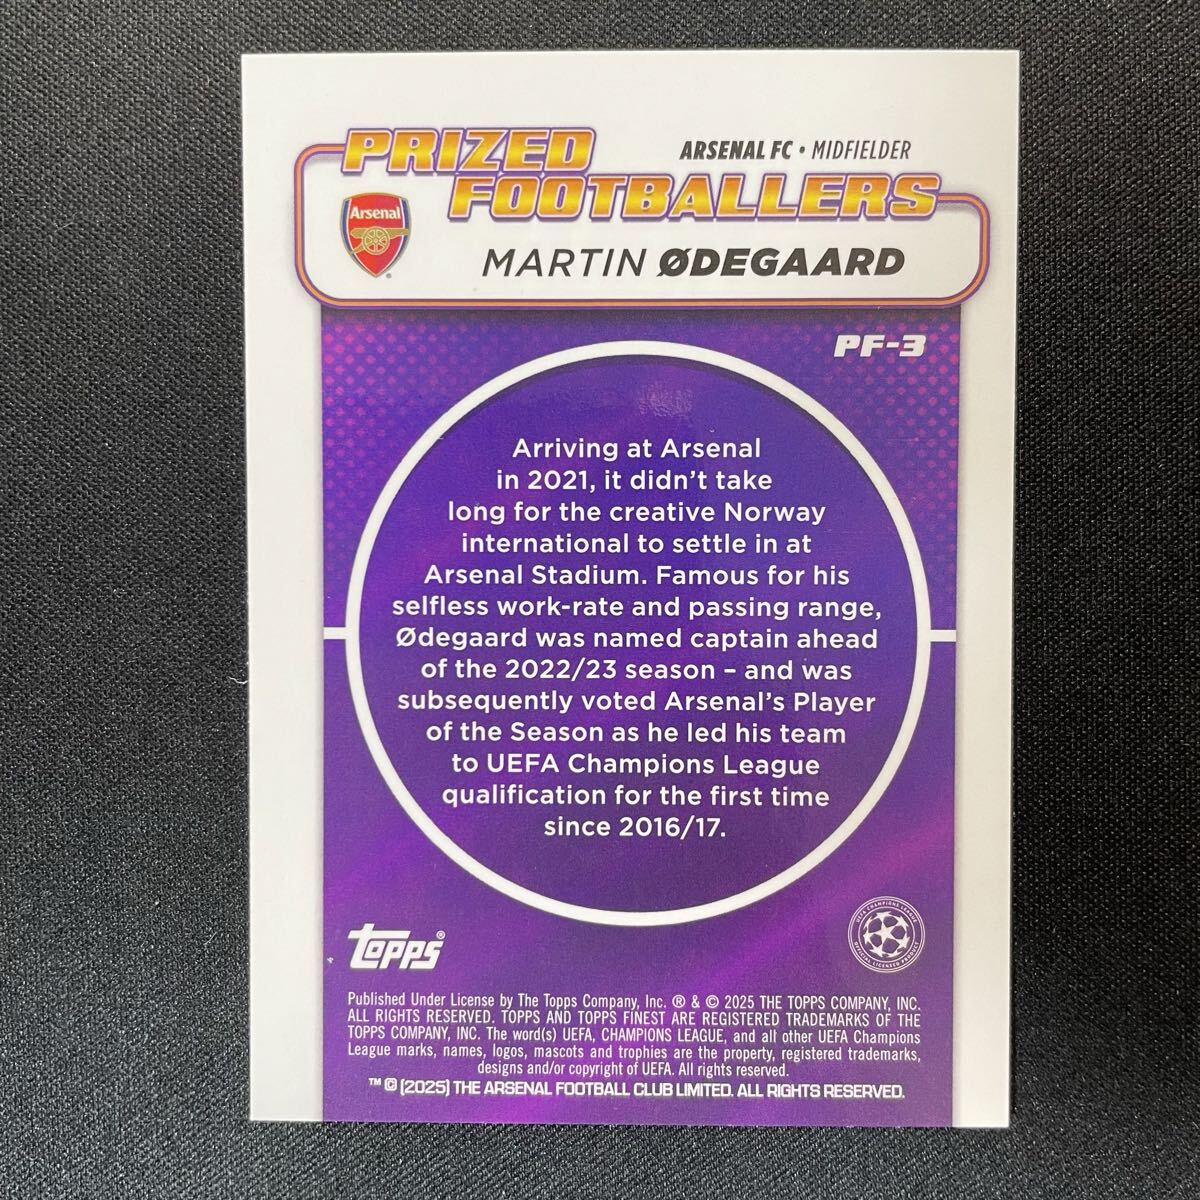 PRIZED
FOOTBALLERS
ARSENAL FC • MIDFIELDER
Arsenal
MARTIN ØDEGAARD
PF-3
Arriving at Arsenal
in 2021, it didn't take
long for the creative Norway
international to settle in at
Arsenal Stadium. Famous for his
selfless work-rate and passing range,
Ødegaard was named captain ahead
of the 2022/23 season – and was
subsequently voted Arsenal's Player
of the Season as he led his team
to UEFA Champions League
qualification for the first time
since 2016/17.
topps®
UEFA CHAMPIONS LEAGUE
OFFICIAL LICENSED PRODUCT
Published Under License by The Topps Company, Inc. ® & © 2025 THE TOPPS COMPANY, INC.
ALL RIGHTS RESERVED. TOPPS AND TOPPS FINEST ARE REGISTERED TRADEMARKS OF THE
TOPPS COMPANY, INC. The word(s) UEFA, CHAMPIONS LEAGUE, and all other UEFA Champions
League marks, names, logos, mascots and trophies are the property, registered trademarks,
designs and/or copyright of UEFA. All rights reserved.
™ © (2025) THE ARSENAL FOOTBALL CLUB LIMITED. ALL RIGHTS RESERVED.